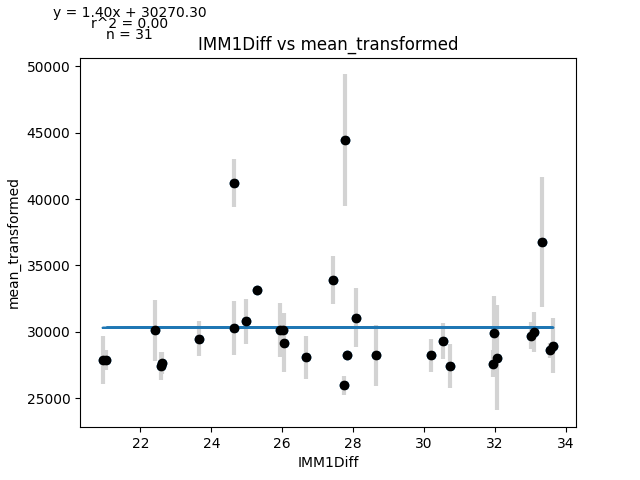 y = 1.40x + 30270.30
r^2 = 0.00
n = 31
IMM1Diff vs mean_transformed
50000
45000
40000
35000
30000
25000
mean_transformed
22 24 26 28 30 32 34
IMM1Diff